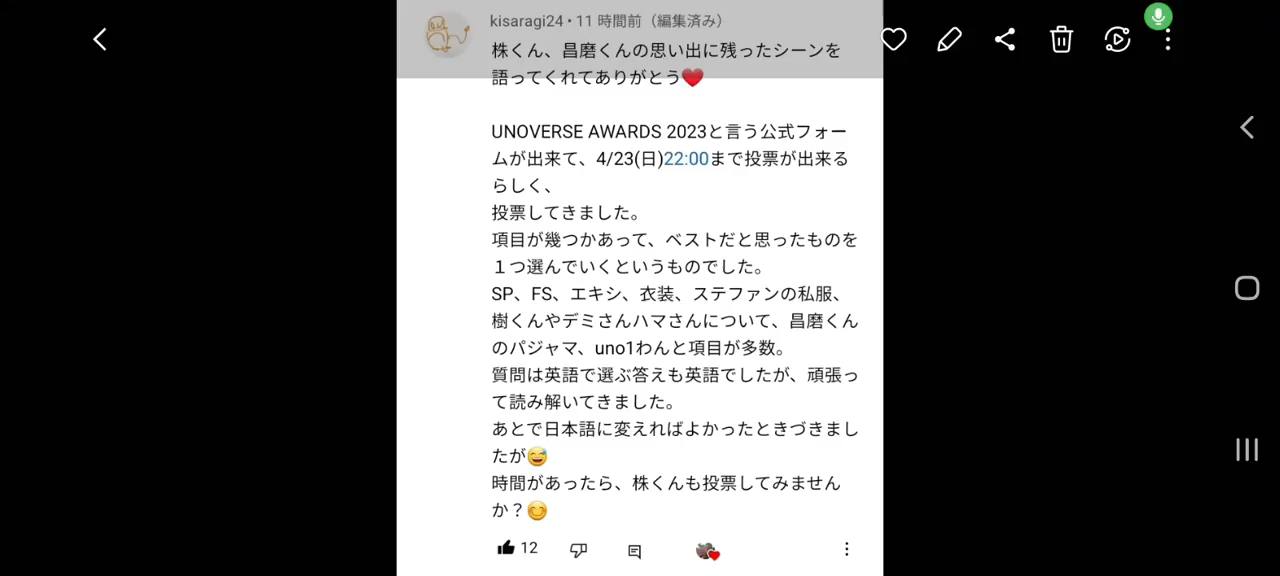 kisaragi24 • 11 時間前（編集済み）
株くん、昌磨くんの思い出に残ったシーンを
語ってくれてありがとう❤️
UNOVERSE AWARDS 2023と言う公式フォー
ムが出来て、4/23(日)22:00まで投票が出来る
らしく、
投票してきました。
項目が幾つかあって、ベストだと思ったものを
１つ選んでいくというものでした。
SP、FS、エキシ、衣装、ステファンの私服、
樹くんやデミさんハマさんについて、昌磨くん
のパジャマ、uno1わんと項目が多数。
質問は英語で選ぶ答えも英語でしたが、頑張っ
て読み解いてきました。
あとで日本語に変えればよかったときづきまし
たが😅
時間があったら、株くんも投票してみません
か？😊
12